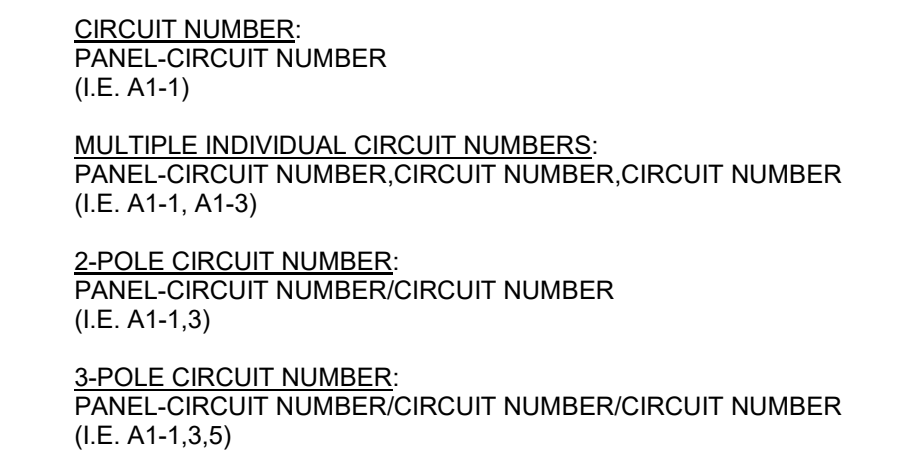 CIRCUIT NUMBER:
PANEL-CIRCUIT NUMBER
(I.E. A1-1)
MULTIPLE INDIVIDUAL CIRCUIT NUMBERS:
PANEL-CIRCUIT NUMBER,CIRCUIT NUMBER,CIRCUIT NUMBER
(I.E. A1-1, A1-3)
2-POLE CIRCUIT NUMBER:
PANEL-CIRCUIT NUMBER/CIRCUIT NUMBER
(I.E. A1-1,3)
3-POLE CIRCUIT NUMBER:
PANEL-CIRCUIT NUMBER/CIRCUIT NUMBER/CIRCUIT NUMBER
(I.E. A1-1,3,5)